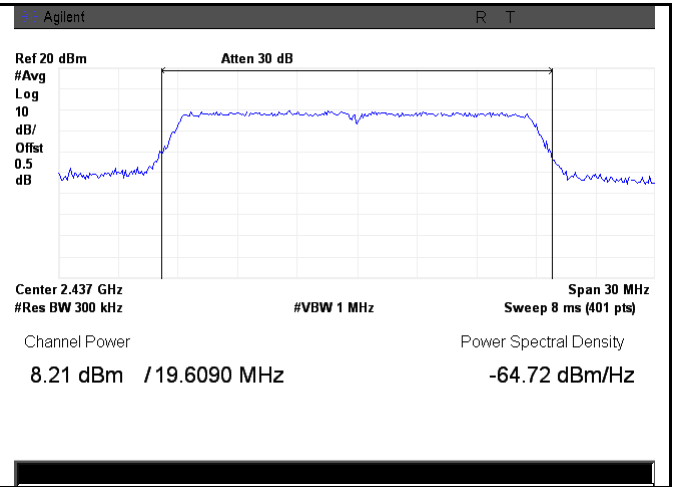 Agilent R T
Ref 20 dBm Atten 30 dB
#Avg
Log
10
dB/
Offst
0.5
dB
Center 2.437 GHz Span 30 MHz
#Res BW 300 kHz #VBW 1 MHz Sweep 8 ms (401 pts)
Channel Power Power Spectral Density
8.21 dBm / 19.6090 MHz -64.72 dBm/Hz